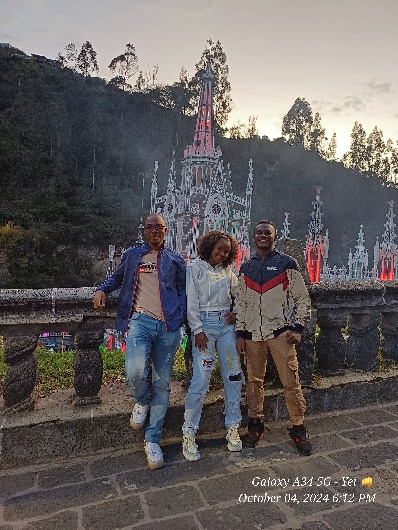 Galaxy A34 5G - Yei 👝
October 04, 2024 6:12 PM